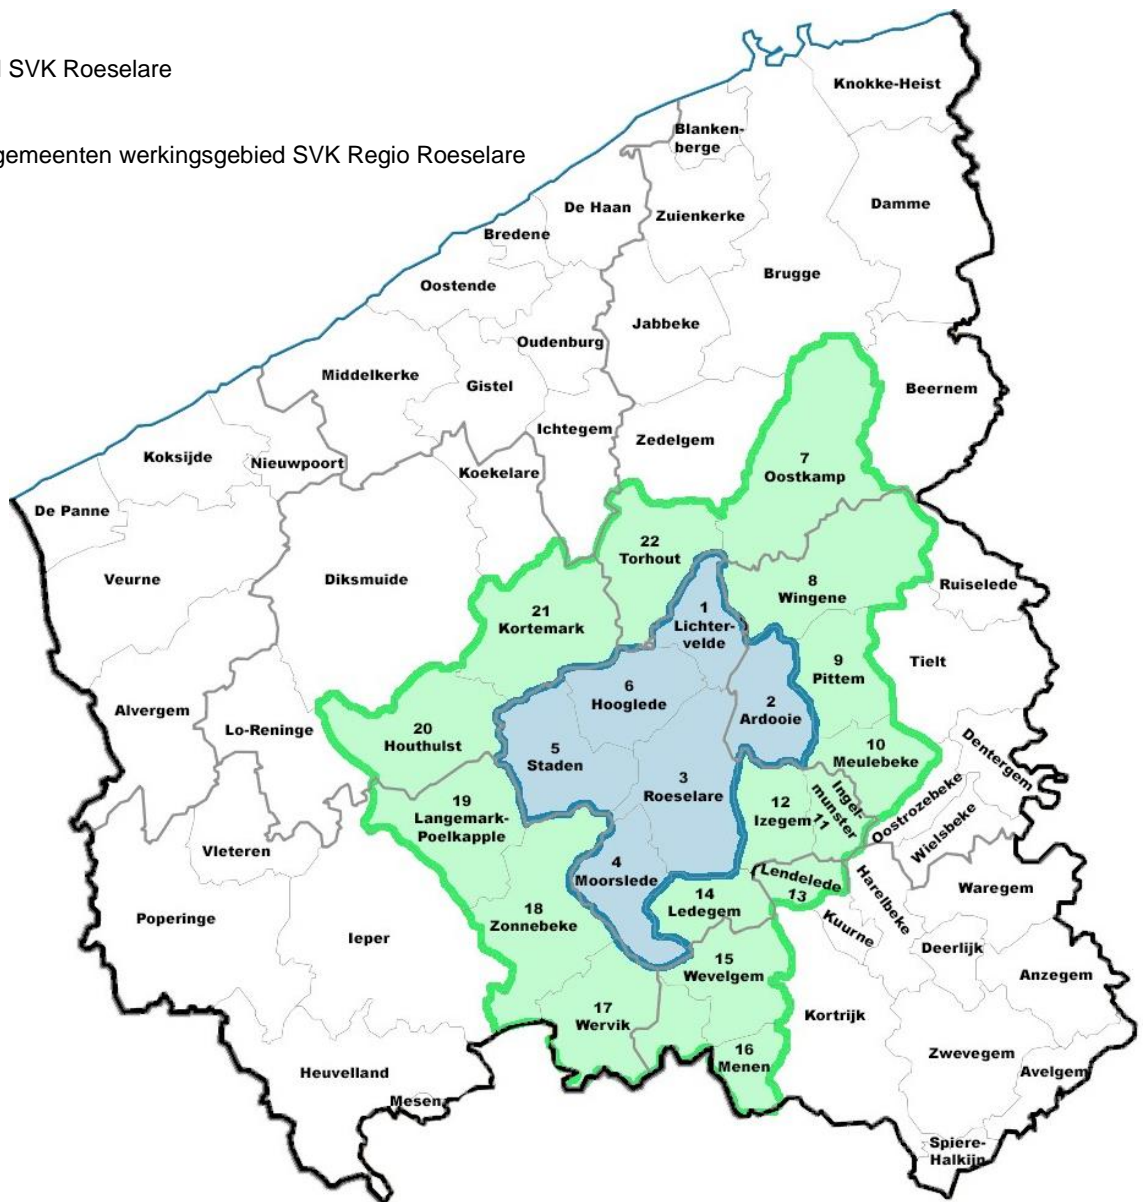 SVK Roeselare
gemeenten werkingsgebied SVK Regio Roeselare
Knokke-Heist
Blanken-
berge
De Haan
Zuienkerke
Damme
Bredene
Brugge
Oostende
Jabbeke
Oudenburg
Middelkerke
Gistel
Beernem
Ichtegem
Zedelgem
Koksijde
Nieuwpoort
Koekelare
7
Oostkamp
De Panne
22
Torhout
Veurne
Diksmuide
8
Wingene
Ruiselede
21
Kortemark
1
Lichter-
velde
9
Pittem
Tielt
6
Hooglede
2
Ardooie
Alvergem
Lo-Reninge
20
Houthulst
5
Staden
10
Meulebeke
Dentergem
3
Roeselare
19
Langemark-
Poelkapple
12
Izegem
Ingel-
munster
11
Oostrozebeke
Wielsbeke
Vleteren
4
Moorslede
Lendelede
13
Harelbeke
Waregem
Poperinge
Ieper
18
Zonnebeke
14
Ledegem
Kuurne
Deerlijk
15
Wevelgem
Anzegem
17
Wervik
Kortrijk
16
Menen
Zwevegem
Heuvelland
Avelgem
Mesen
Spiere-
Halkijn